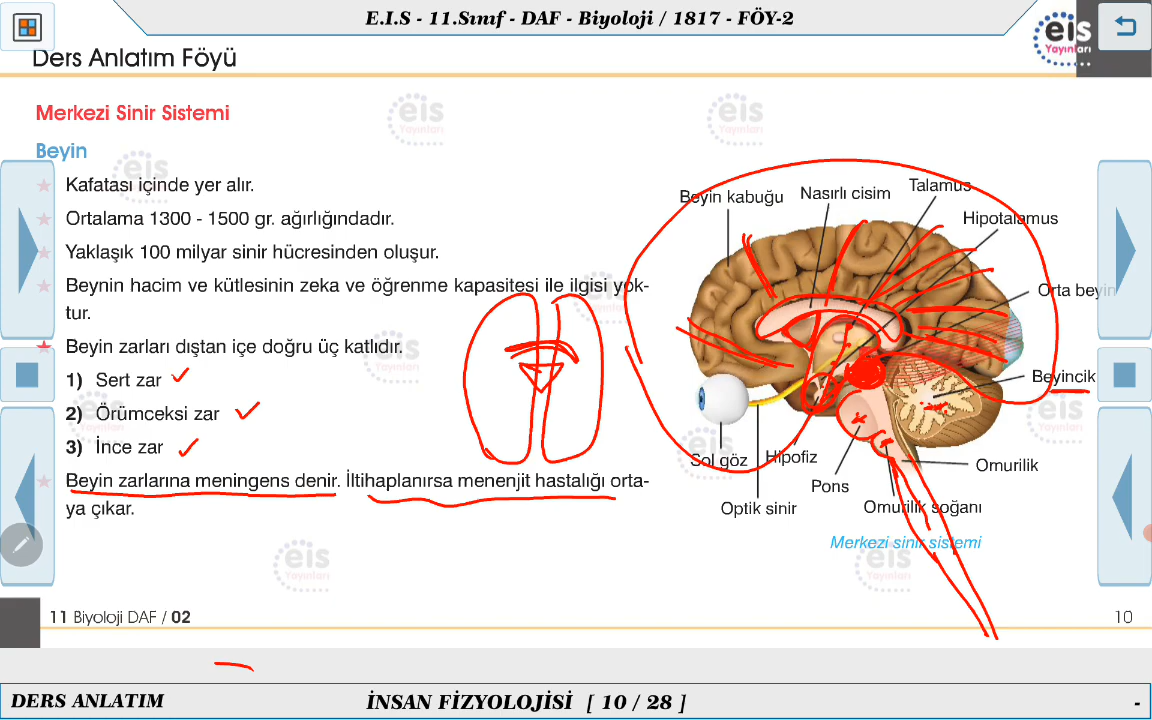 E.I.S - 11.Sınıf - DAF - Biyoloji / 1817 - FÖY-2
eis
Yayınları
Ders Anlatım Föyü
Merkezi Sinir Sistemi
Beyin
Kafatası içinde yer alır.
Ortalama 1300 - 1500 gr. ağırlığındadır.
Yaklaşık 100 milyar sinir hücresinden oluşur.
Beynin hacim ve kütlesinin zeka ve öğrenme kapasitesi ile ilgisi yok-
tur.
Beyin zarları dıştan içe doğru üç katlıdır.
1) Sert zar
2) Örümceksi zar
3) İnce zar
Beyin zarlarına meningens denir. İltihaplanırsa menenjit hastalığı orta-
ya çıkar.
Beyin kabuğu
Nasırlı cisim
Talamus
Hipotalamus
Orta beyin
Beyincik
Omurilik
Omurilik soğanı
Pons
Hipofiz
Optik sinir
Sol göz
Merkezi sinir sistemi
11 Biyoloji DAF / 02
10
DERS ANLATIM
İNSAN FİZYOLOJİSİ [ 10 / 28 ]
-